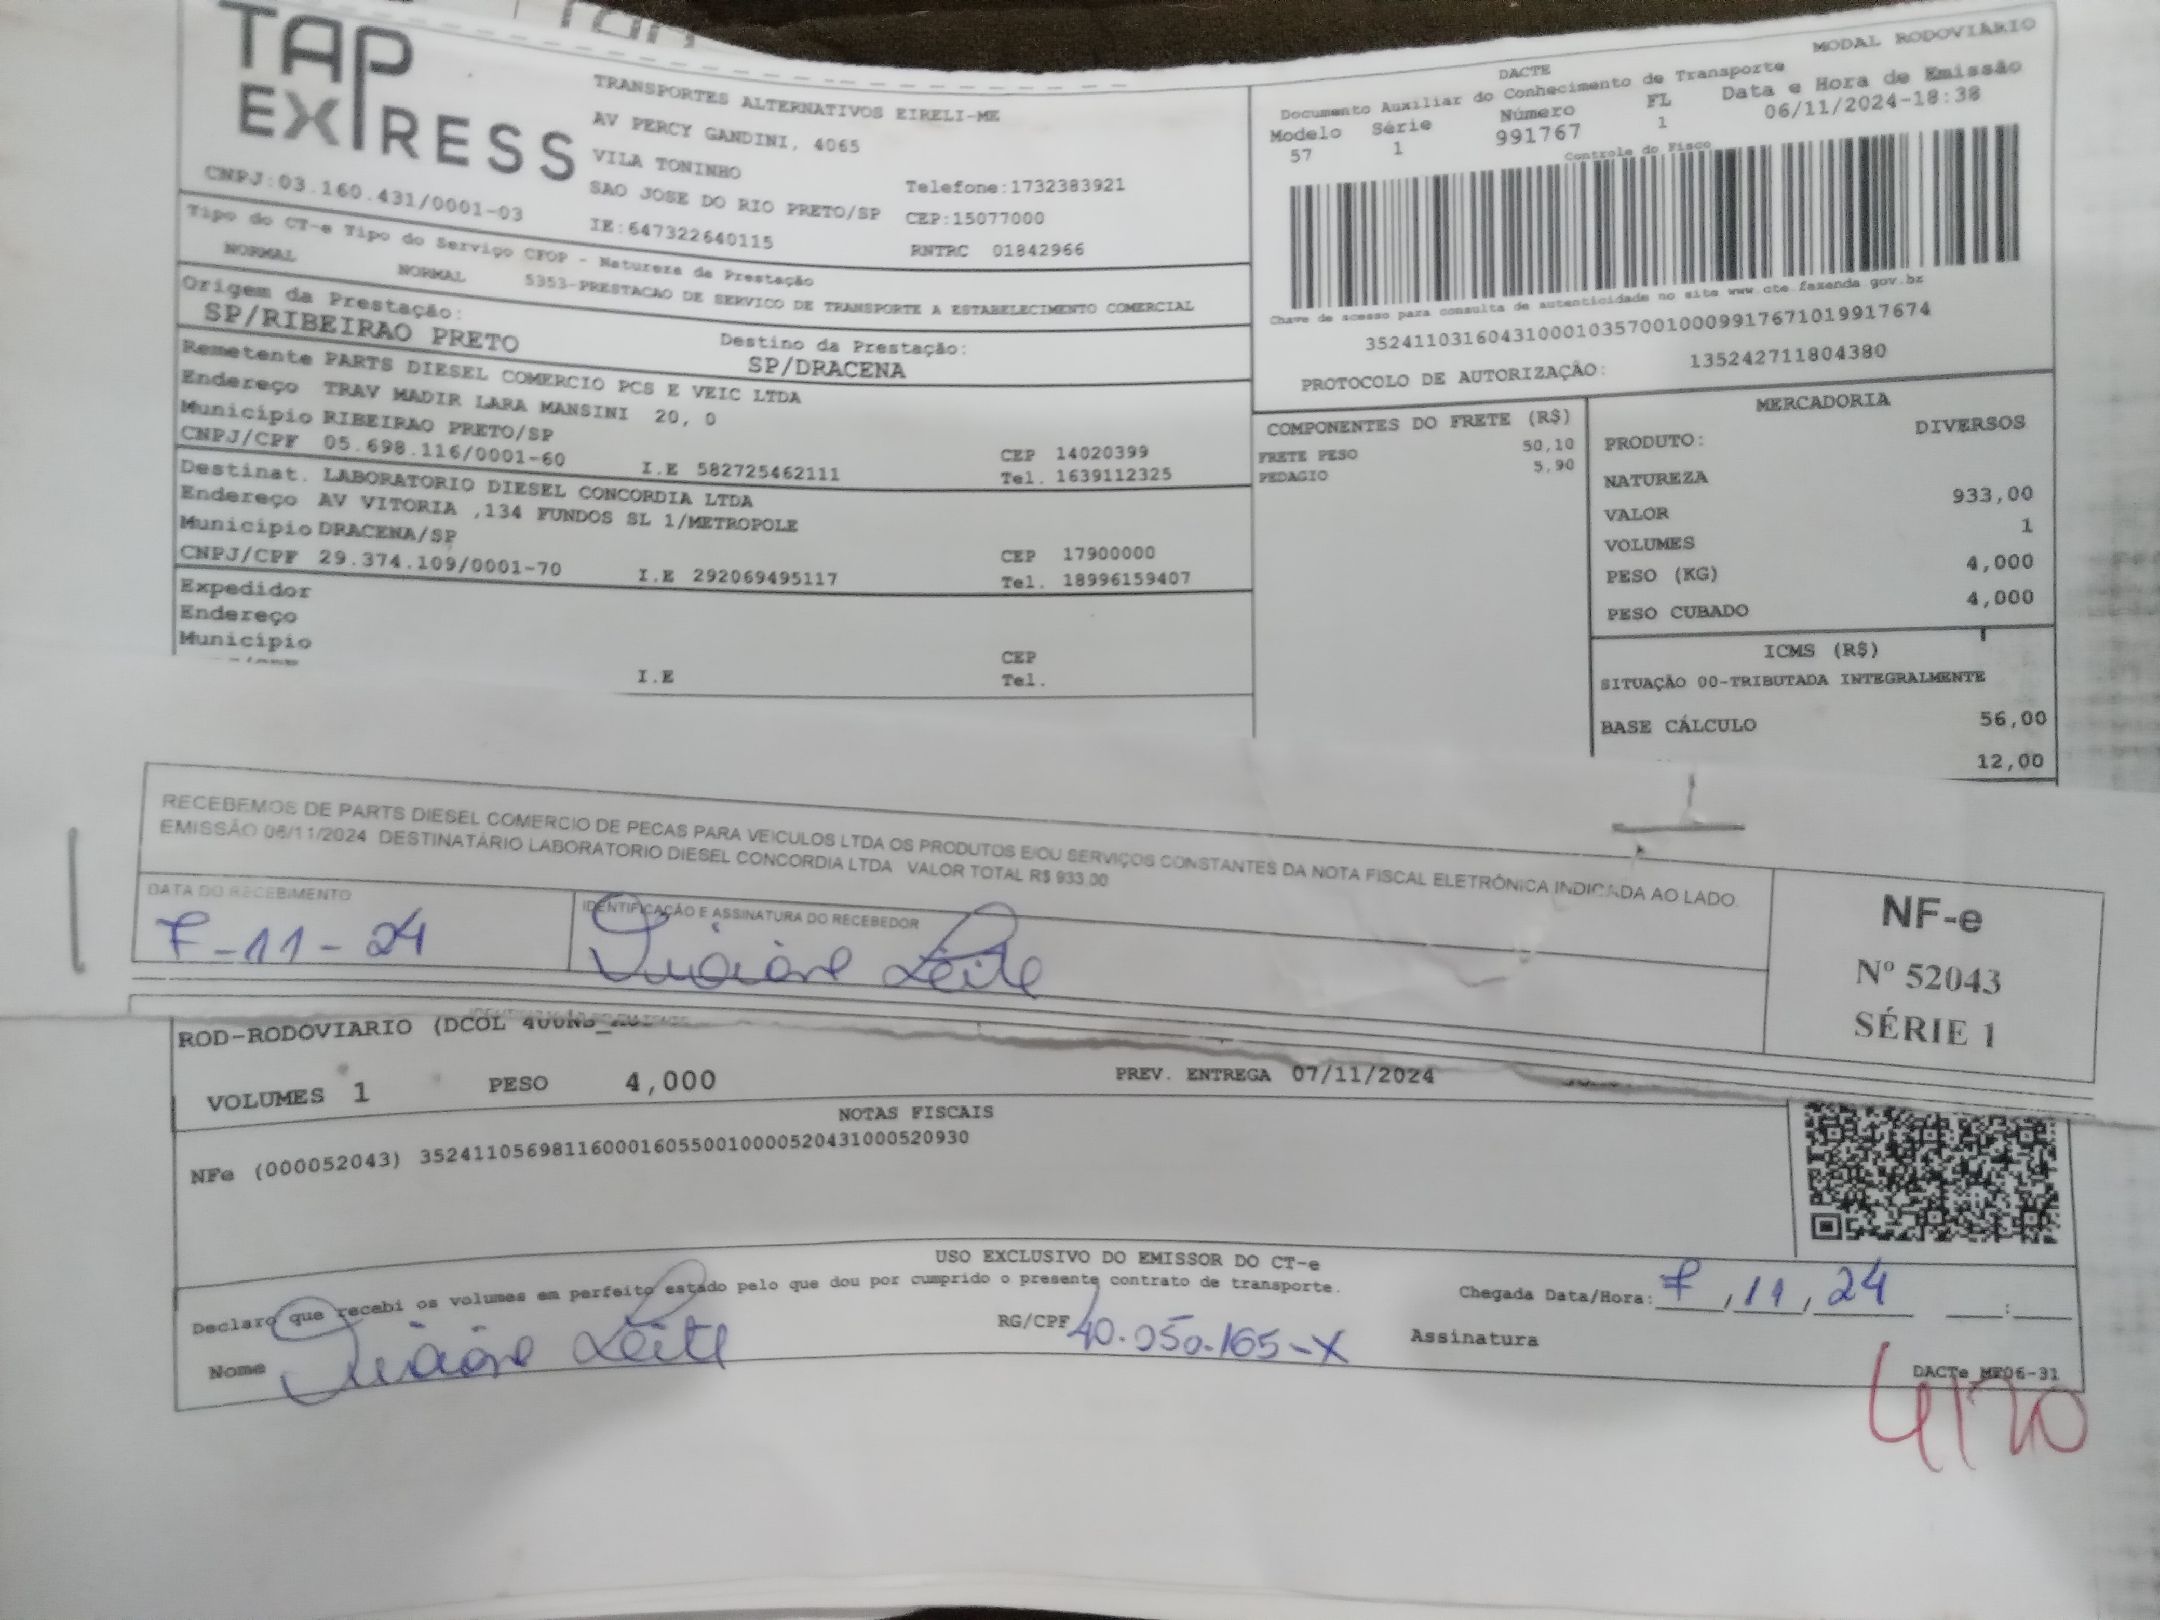 TAP
EXPRESS
CNPJ:03.160.431/0001-03
TRANSPORTES ALTERNATIVOS EIRELI-ME
AV PERCY GANDINI, 4065
VILA TONINHO
SAO JOSE DO RIO PRETO/SP
IE:647322640115
Telefone:1732383921
CEP:15077000
RNTRC 01842966
MODAL RODOVIÁRIO
DACTE
Documento Auxiliar do Conhecimento de Transporte
Modelo Série Número FL Data e Hora de Emissão
57 1 991767 1 06/11/2024-18:38
Controle do Fisco
Chave de acesso para consulta de autenticidade no site www.cte.fazenda.gov.br
35241103160431000103570010009917671019917674
PROTOCOLO DE AUTORIZAÇÃO: 135242711804380
Tipo do CT-e Tipo do Serviço CFOP - Natureza da Prestação
NORMAL NORMAL 5353-PRESTACAO DE SERVICO DE TRANSPORTE A ESTABELECIMENTO COMERCIAL
Origem da Prestação: Destino da Prestação:
SP/RIBEIRAO PRETO SP/DRACENA
Remetente PARTS DIESEL COMERCIO PCS E VEIC LTDA
Endereço TRAV MADIR LARA MANSINI 20, 0
Município RIBEIRAO PRETO/SP CEP 14020399
CNPJ/CPF 05.698.116/0001-60 I.E 582725462111 Tel. 1639112325
Destinat. LABORATORIO DIESEL CONCORDIA LTDA
Endereço AV VITORIA ,134 FUNDOS SL 1/METROPOLE
Município DRACENA/SP CEP 17900000
CNPJ/CPF 29.374.109/0001-70 I.E 292069495117 Tel. 18996159407
Expedidor
Endereço
Município CEP
I.E Tel.
COMPONENTES DO FRETE (R$)
FRETE PESO 50,10
PEDAGIO 5,90
MERCADORIA
PRODUTO: DIVERSOS
NATUREZA
VALOR 933,00
VOLUMES 1
PESO (KG) 4,000
PESO CUBADO 4,000
ICMS (R$)
SITUAÇÃO 00-TRIBUTADA INTEGRALMENTE
BASE CÁLCULO 56,00
12,00
RECEBEMOS DE PARTS DIESEL COMERCIO DE PECAS PARA VEICULOS LTDA OS PRODUTOS E/OU SERVIÇOS CONSTANTES DA NOTA FISCAL ELETRÔNICA INDICADA AO LADO.
EMISSÃO 06/11/2024 DESTINATÁRIO LABORATORIO DIESEL CONCORDIA LTDA VALOR TOTAL R$ 933,00
DATA DO RECEBIMENTO IDENTIFICAÇÃO E ASSINATURA DO RECEBEDOR
7-11-24 Leite
NF-e
Nº 52043
SÉRIE 1
ROD-RODOVIARIO (DCOL
VOLUMES 1 PESO 4,000 PREV. ENTREGA 07/11/2024
NOTAS FISCAIS
NFe (000052043) 35241105698116000160550010000520431000520930
USO EXCLUSIVO DO EMISSOR DO CT-e
Declaro que recebi os volumes em perfeito estado pelo que dou por cumprido o presente contrato de transporte.
Chegada Data/Hora: 7,11,24 :
Nome Leite RG/CPF 40.050.165-X Assinatura
DACTe MF06-31